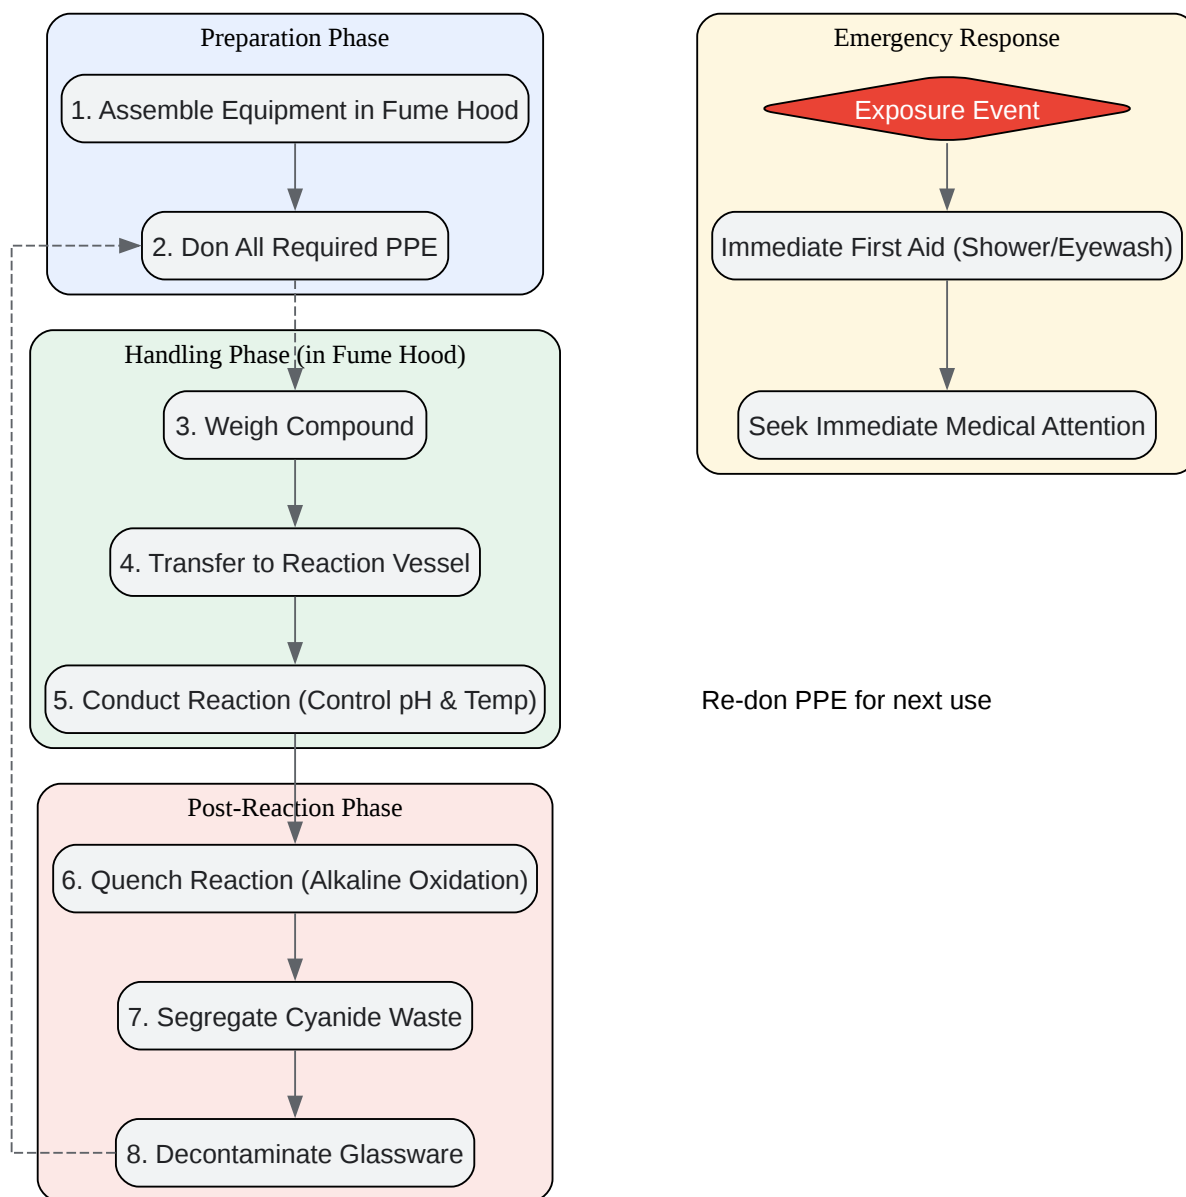 Preparation Phase
1. Assemble Equipment in Fume Hood
2. Don All Required PPE
Handling Phase (in Fume Hood)
3. Weigh Compound
4. Transfer to Reaction Vessel
5. Conduct Reaction (Control pH & Temp)
Post-Reaction Phase
6. Quench Reaction (Alkaline Oxidation)
7. Segregate Cyanide Waste
8. Decontaminate Glassware
Emergency Response
Exposure Event
Immediate First Aid (Shower/Eyewash)
Seek Immediate Medical Attention
Re-don PPE for next use